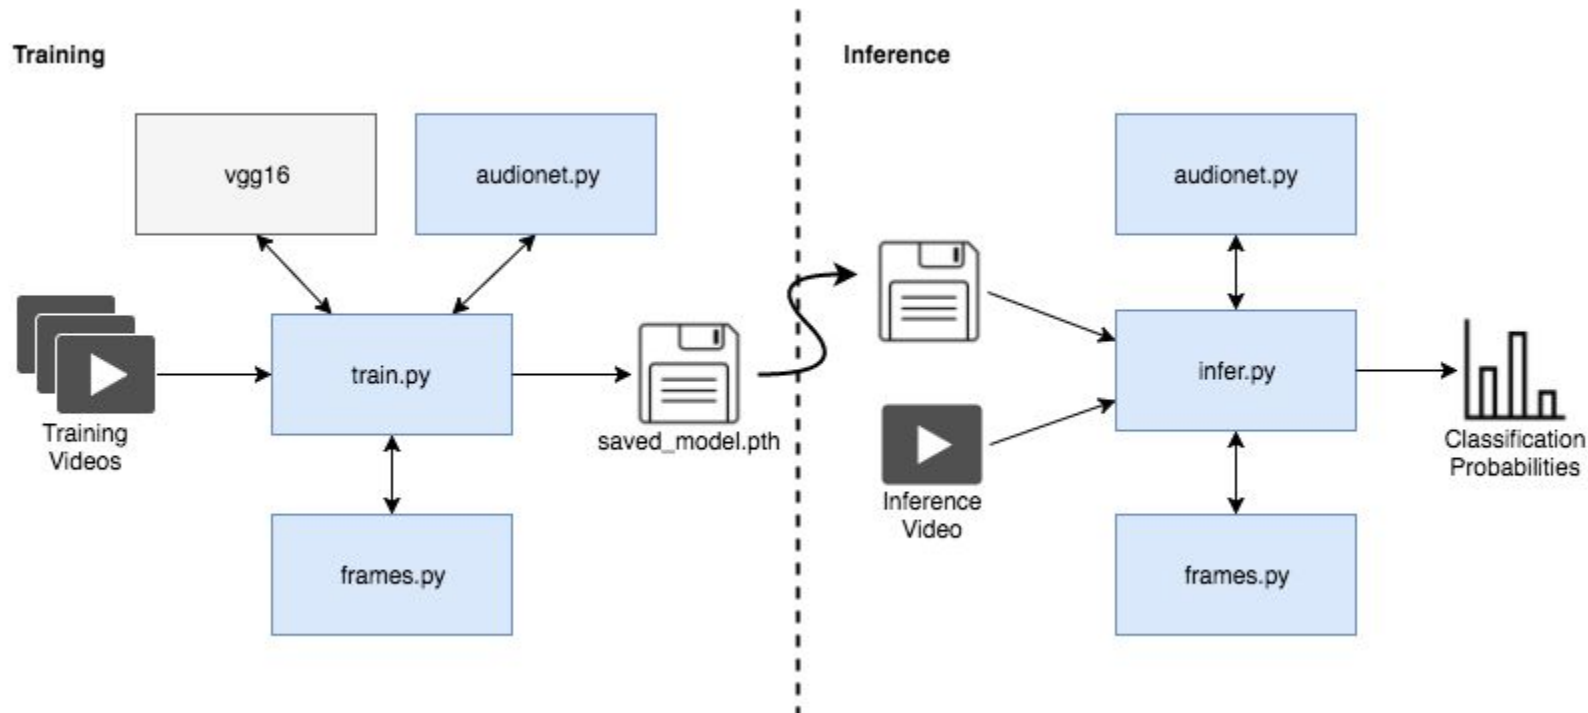 Training
Inference
vgg16
audionet.py
audionet.py
train.py
infer.py
Training
Videos
saved_model.pth
Inference
Video
Classification
Probabilities
frames.py
frames.py